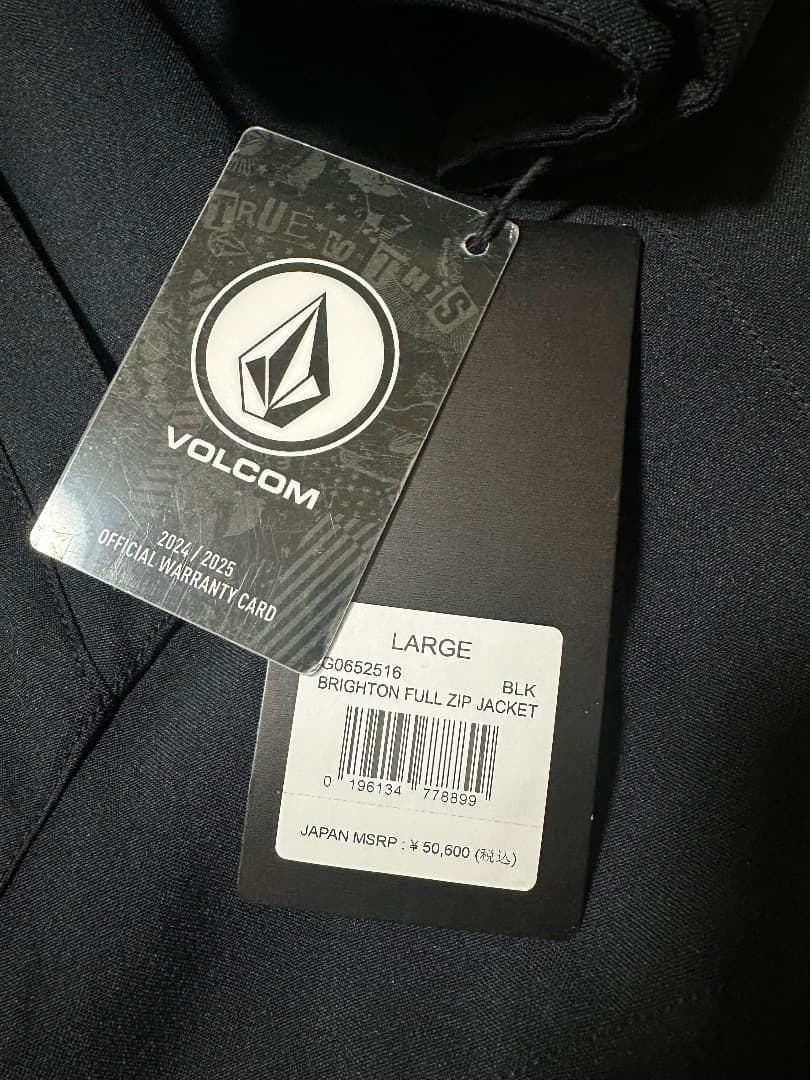 TRUE TO THIS
VOLCOM
2024 / 2025
OFFICIAL WARRANTY CARD
LARGE
G0652516 BLK
BRIGHTON FULL ZIP JACKET
0 196134 778899
JAPAN MSRP : ¥ 50,600 (税込)